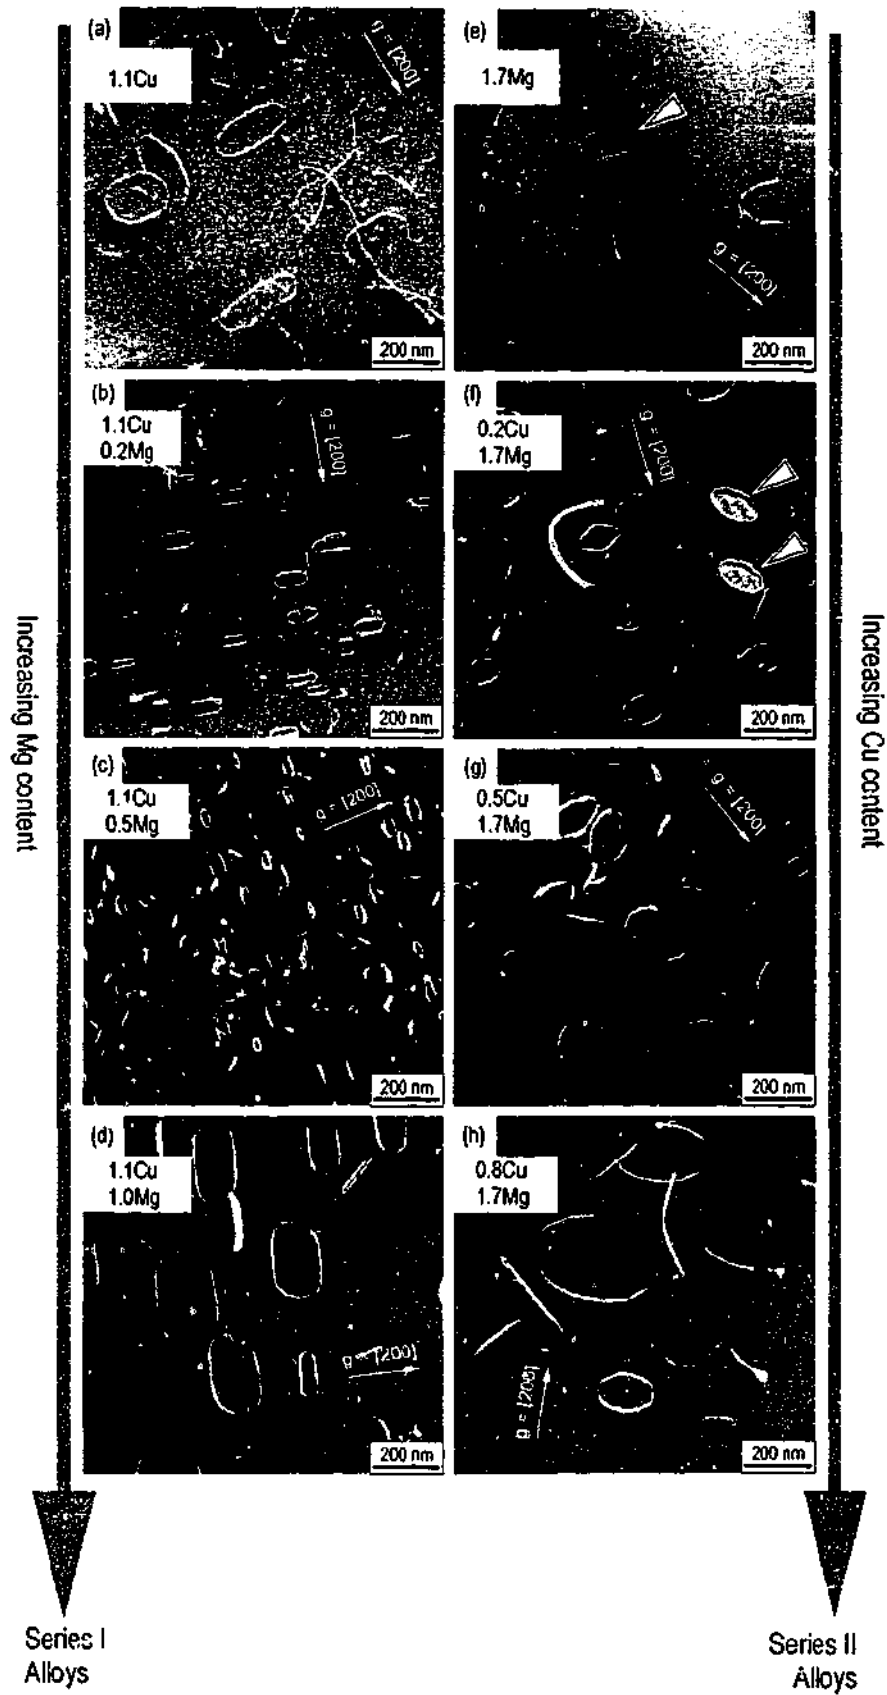 (a)
1.1Cu
g = [200]
200 nm
(e)
1.7Mg
g = [200]
200 nm
(b)
1.1Cu
0.2Mg
g = [200]
200 nm
(f)
0.2Cu
1.7Mg
g = [200]
200 nm
(c)
1.1Cu
0.5Mg
g = [200]
200 nm
(g)
0.5Cu
1.7Mg
g = [200]
200 nm
(d)
1.1Cu
1.0Mg
g = [200]
200 nm
(h)
0.8Cu
1.7Mg
g = [200]
200 nm
Increasing Mg content
Increasing Cu content
Series I
Alloys
Series II
Alloys